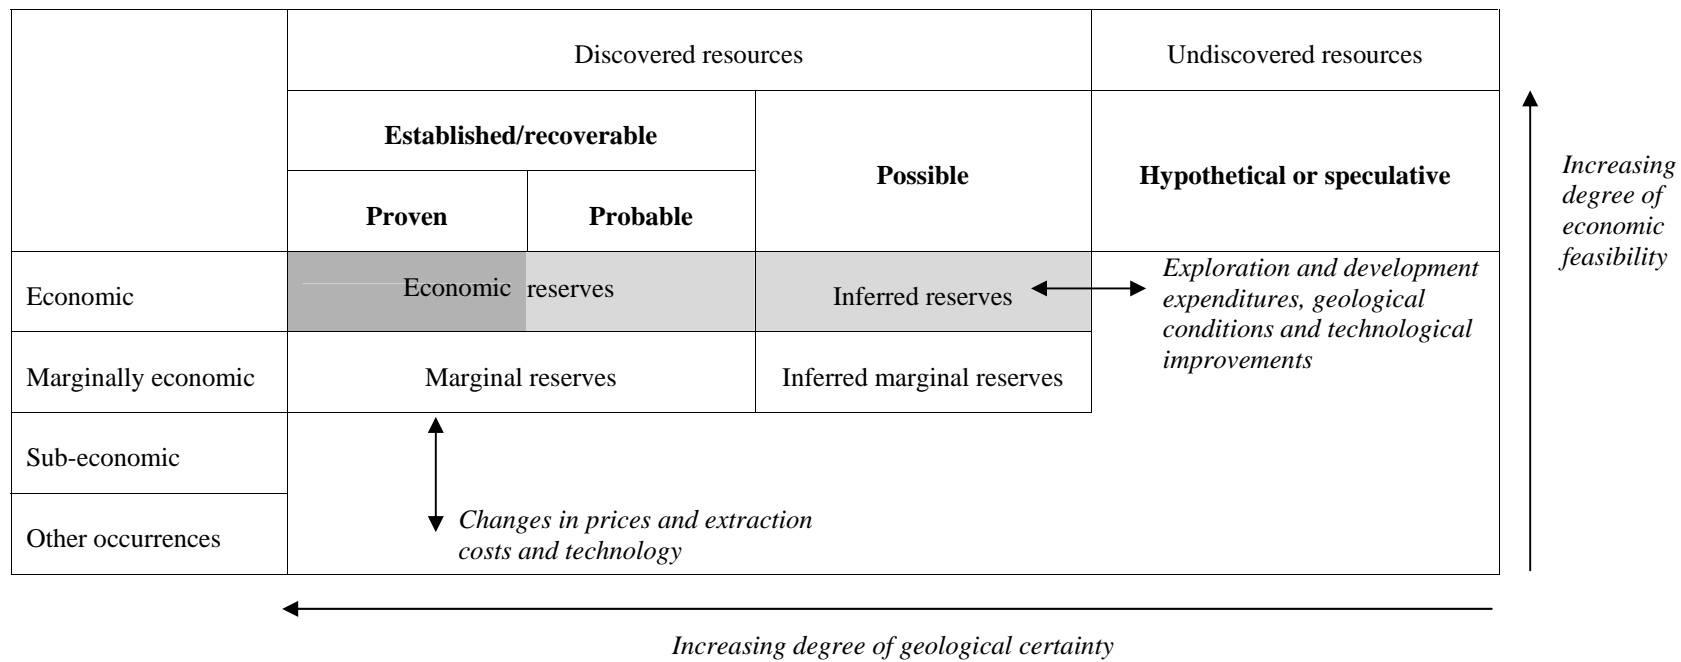 Discovered resources
Undiscovered resources
Established/recoverable
Possible
Hypothetical or speculative
Proven
Probable
Increasing
degree of
economic
feasibility
Economic
Economic reserves
Inferred reserves
Exploration and development
expenditures, geological
conditions and technological
improvements
Marginally economic
Marginal reserves
Inferred marginal reserves
Sub-economic
Other occurrences
Changes in prices and extraction
costs and technology
Increasing degree of geological certainty